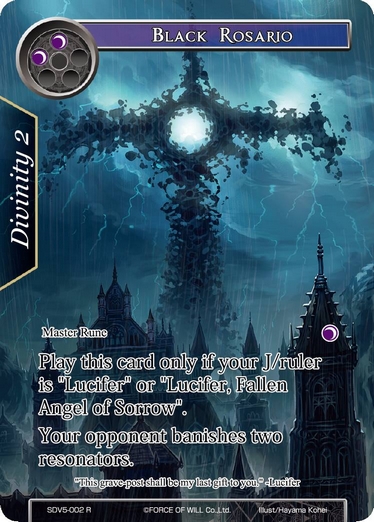 Black Rosario
Divinity 2
Master Rune
Play this card only if your J/ruler
is "Lucifer" or "Lucifer, Fallen
Angel of Sorrow".
Your opponent banishes two
resonators.
"This grave-post shall be my last gift to you." -Lucifer
SDV5-002 R ©FORCE OF WILL Co.,Ltd. Illust/Hayama Kohei